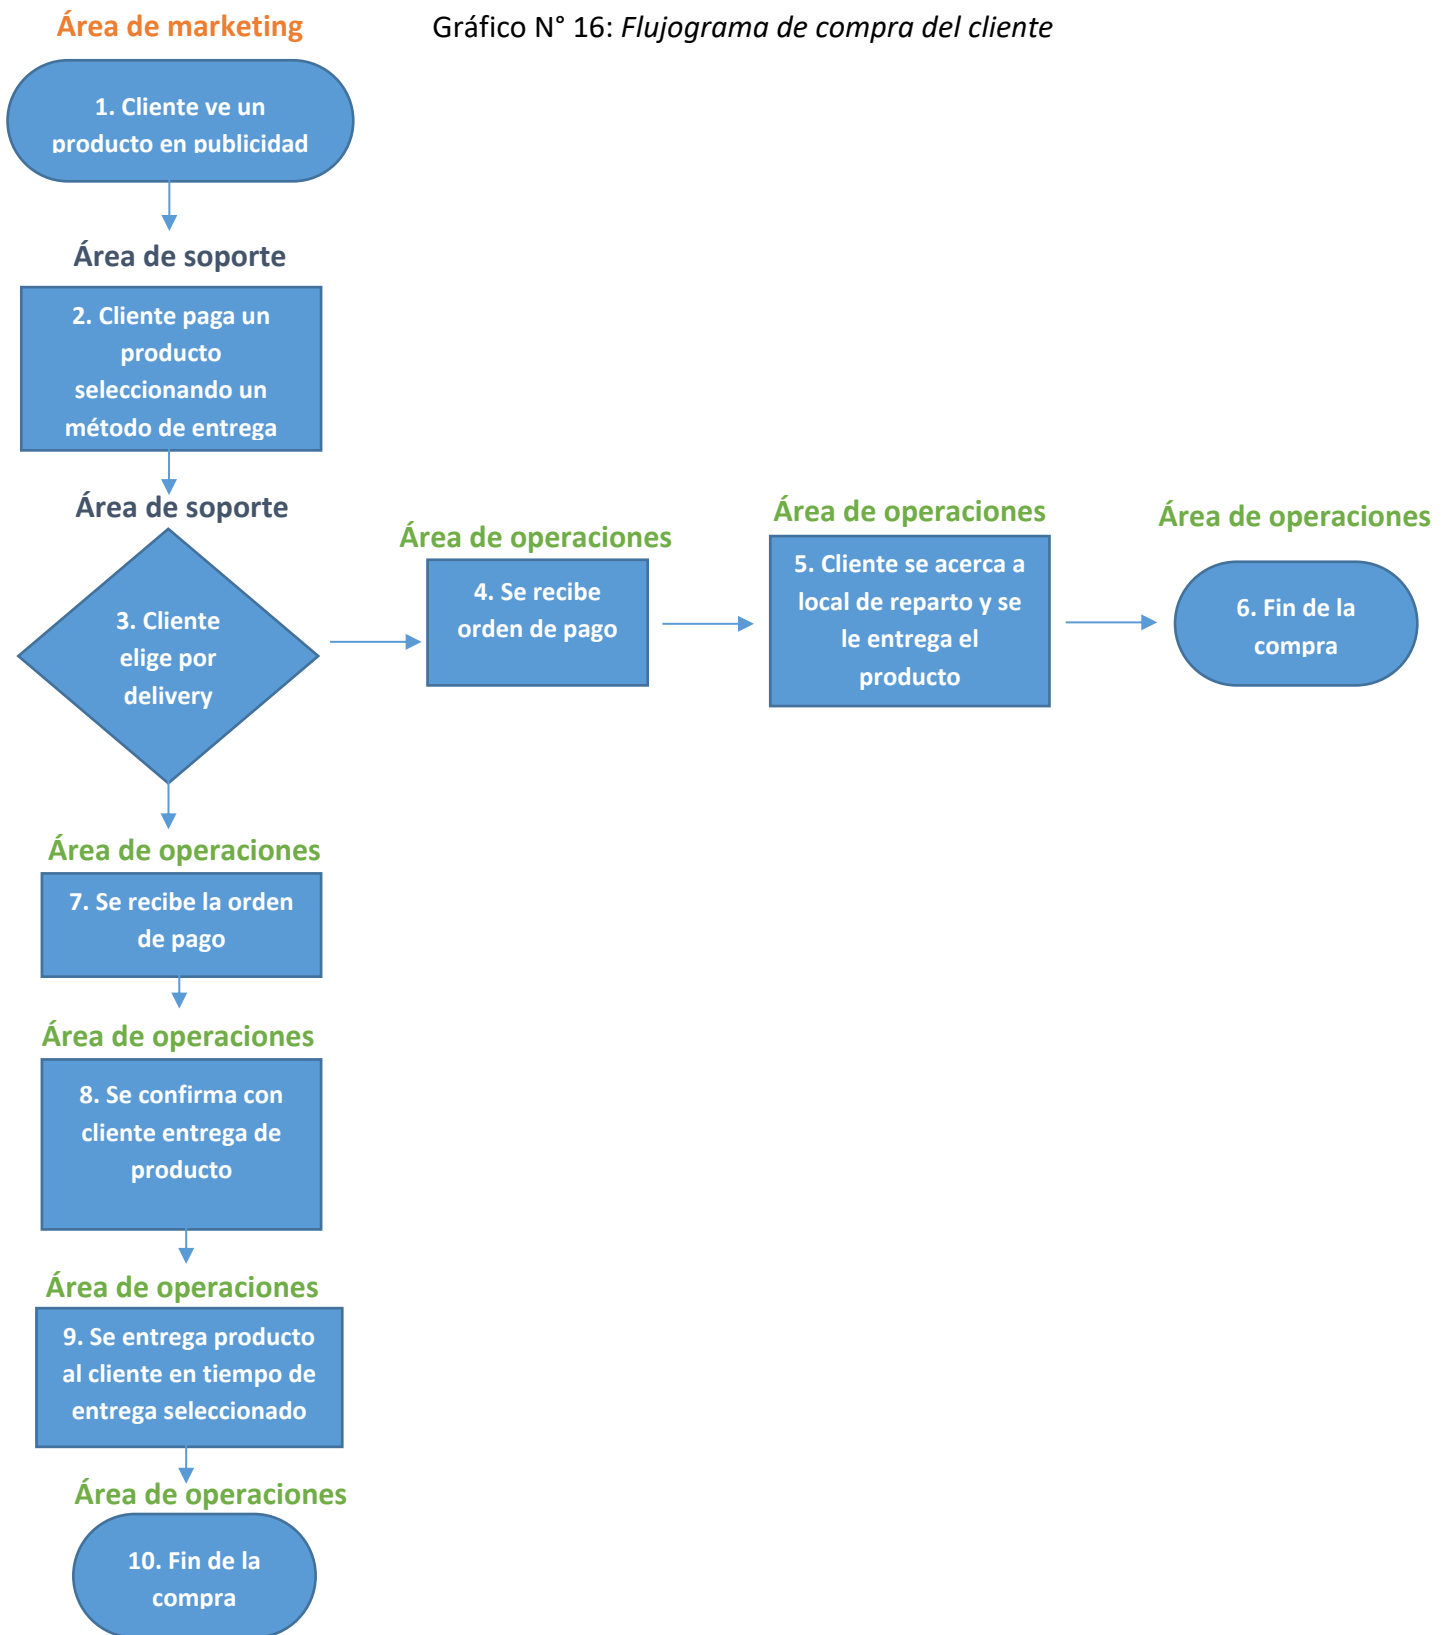 Área de marketing
Gráfico N° 16: Flujograma de compra del cliente
1. Cliente ve un
producto en publicidad
Área de soporte
2. Cliente paga un
producto
seleccionando un
método de entrega
Área de soporte
3. Cliente
elige por
delivery
Área de operaciones
4. Se recibe
orden de pago
Área de operaciones
5. Cliente se acerca a
local de reparto y se
le entrega el
producto
Área de operaciones
6. Fin de la
compra
Área de operaciones
7. Se recibe la orden
de pago
Área de operaciones
8. Se confirma con
cliente entrega de
producto
Área de operaciones
9. Se entrega producto
al cliente en tiempo de
entrega seleccionado
Área de operaciones
10. Fin de la
compra